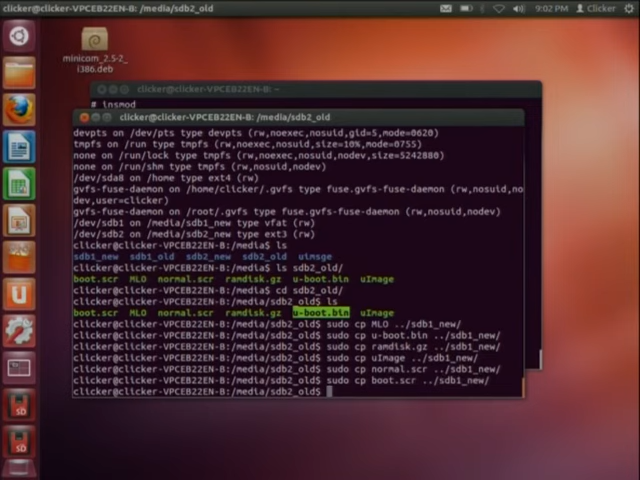 clicker@clicker-VPCEB22EN-B: /media/sdb2_old
9:02 PM
Clicker
minicom_2.5-2_
i386.deb
clicker@clicker-VPCEB22EN-B: ~
# insmod
clicker@clicker-VPCEB22EN-B: /media/sdb2_old
devpts on /dev/pts type devpts (rw,noexec,nosuid,gid=5,mode=0620)
tmpfs on /run type tmpfs (rw,noexec,nosuid,size=10%,mode=0755)
none on /run/lock type tmpfs (rw,noexec,nosuid,nodev,size=5242880)
none on /run/shm type tmpfs (rw,nosuid,nodev)
/dev/sda8 on /home type ext4 (rw)
gvfs-fuse-daemon on /home/clicker/.gvfs type fuse.gvfs-fuse-daemon (rw,nosuid,no
dev,user=clicker)
gvfs-fuse-daemon on /root/.gvfs type fuse.gvfs-fuse-daemon (rw,nosuid,nodev)
/dev/sdb1 on /media/sdb1_new type vfat (rw)
/dev/sdb2 on /media/sdb2_new type ext3 (rw)
clicker@clicker-VPCEB22EN-B:/media$ ls
sdb1_new sdb1_old sdb2_new sdb2_old uimsge
clicker@clicker-VPCEB22EN-B:/media$ ls sdb2_old/
boot.scr MLO normal.scr ramdisk.gz u-boot.bin uImage
clicker@clicker-VPCEB22EN-B:/media$ cd sdb2_old/
clicker@clicker-VPCEB22EN-B:/media/sdb2_old$ ls
boot.scr MLO normal.scr ramdisk.gz u-boot.bin uImage
clicker@clicker-VPCEB22EN-B:/media/sdb2_old$ sudo cp MLO ../sdb1_new/
clicker@clicker-VPCEB22EN-B:/media/sdb2_old$ sudo cp u-boot.bin ../sdb1_new/
clicker@clicker-VPCEB22EN-B:/media/sdb2_old$ sudo cp ramdisk.gz ../sdb1_new/
clicker@clicker-VPCEB22EN-B:/media/sdb2_old$ sudo cp uImage ../sdb1_new/
clicker@clicker-VPCEB22EN-B:/media/sdb2_old$ sudo cp normal.scr ../sdb1_new/
clicker@clicker-VPCEB22EN-B:/media/sdb2_old$ sudo cp boot.scr ../sdb1_new/
clicker@clicker-VPCEB22EN-B:/media/sdb2_old$